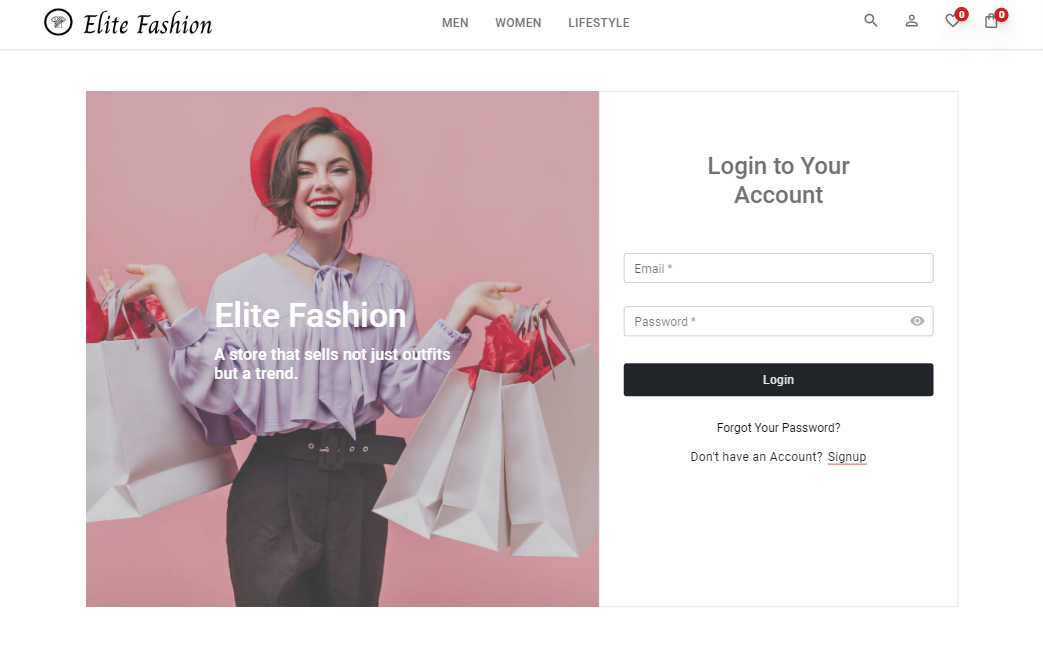 Elite Fashion
MEN WOMEN LIFESTYLE
0 0
Elite Fashion
A store that sells not just outfits
but a trend.
Login to Your
Account
Email *
Password *
Login
Forgot Your Password?
Don't have an Account? Signup